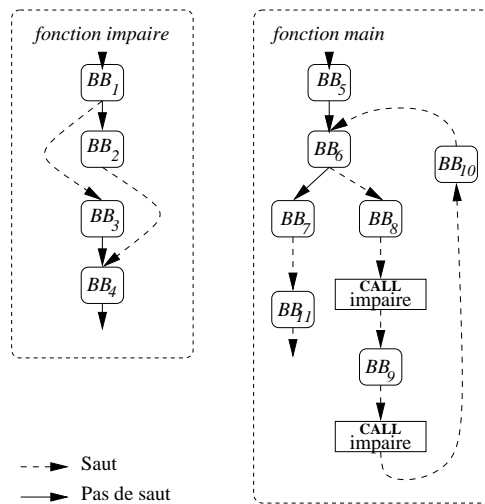 fonction impaire
BB1
BB2
BB3
BB4
fonction main
BB5
BB6
BB10
BB7
BB8
CALL
impaire
BB11
BB9
CALL
impaire
Saut
Pas de saut